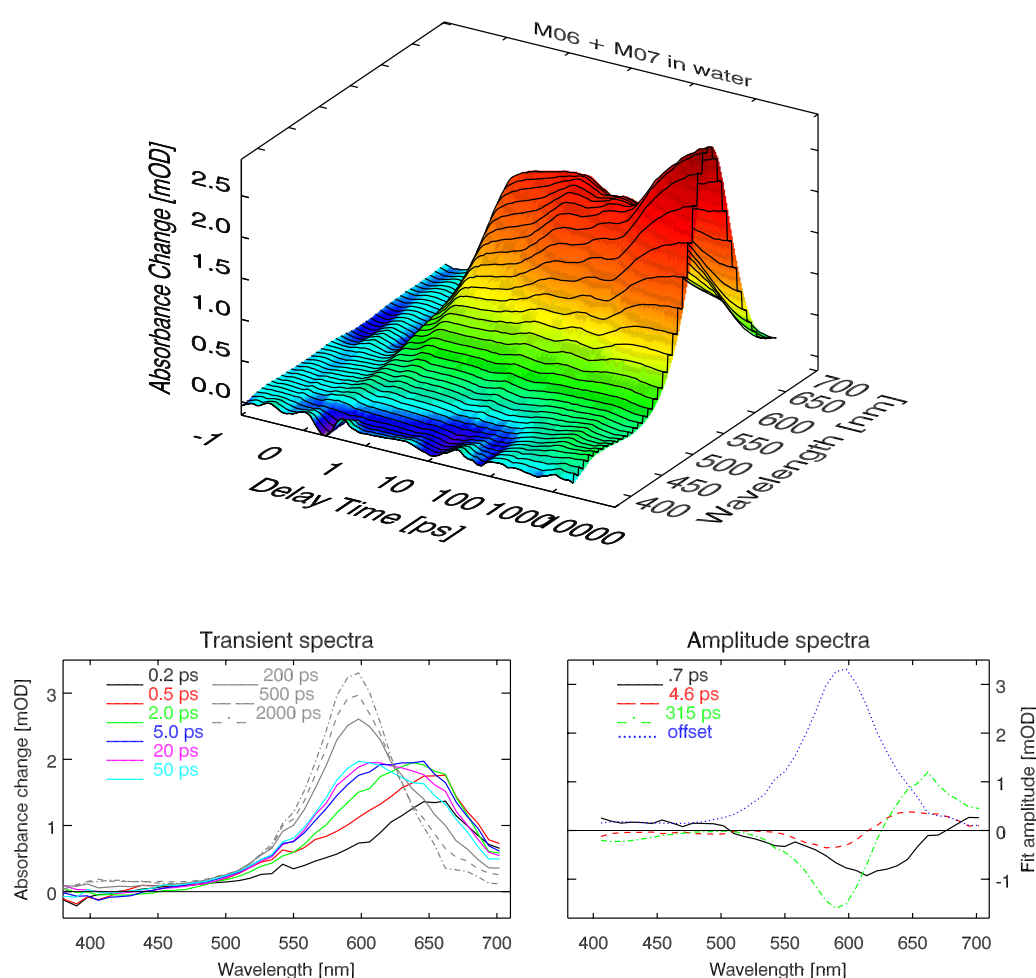 M06 + M07 in water
Absorbance Change [mOD]
2.5
2.0
1.5
1.0
0.5
0.0
-1 0 1 10 100 1000 10000
Delay Time [ps]
700
650
600
550
500
450
400
Wavelength [nm]
Transient spectra
Absorbance change [mOD]
3
2
1
0
0.2 ps
0.5 ps
2.0 ps
5.0 ps
20 ps
50 ps
200 ps
500 ps
2000 ps
400 450 500 550 600 650 700
Wavelength [nm]
Amplitude spectra
.7 ps
4.6 ps
315 ps
offset
3
2
1
0
-1
Fit amplitude [mOD]
400 450 500 550 600 650 700
Wavelength [nm]